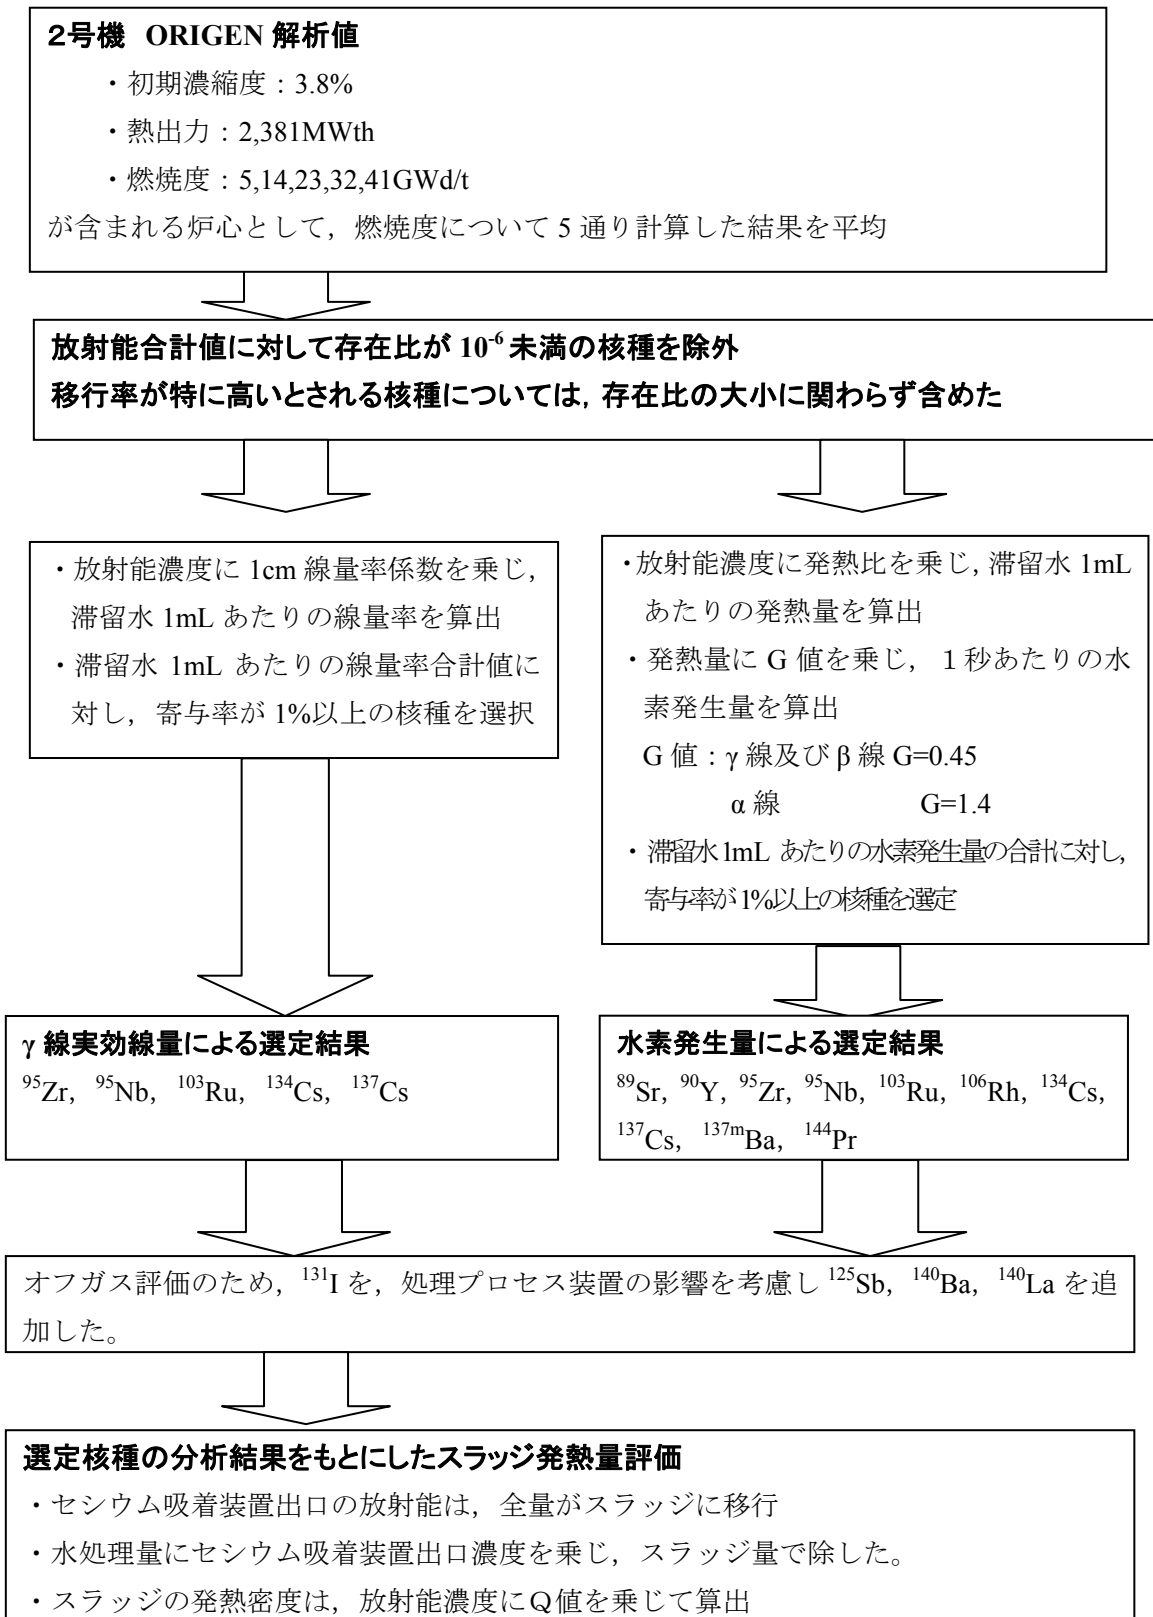 ２号機 ORIGEN 解析値
・初期濃縮度：3.8%
・熱出力：2,381MWth
・燃焼度：5,14,23,32,41GWd/t
が含まれる炉心として，燃焼度について 5 通り計算した結果を平均
放射能合計値に対して存在比が 10-6 未満の核種を除外
移行率が特に高いとされる核種については，存在比の大小に関わらず含めた
・放射能濃度に 1cm 線量率係数を乗じ，
滞留水 1mL あたりの線量率を算出
・滞留水 1mL あたりの線量率合計値に
対し，寄与率が 1%以上の核種を選択
・放射能濃度に発熱比を乗じ，滞留水 1mL
あたりの発熱量を算出
・発熱量に G 値を乗じ，１秒あたりの水
素発生量を算出
G 値：γ 線及び β 線 G=0.45
α 線 G=1.4
・滞留水 1mL あたりの水素発生量の合計に対し，
寄与率が 1%以上の核種を選定
γ 線実効線量による選定結果
95Zr，95Nb，103Ru，134Cs，137Cs
水素発生量による選定結果
89Sr，90Y，95Zr，95Nb，103Ru，106Rh，134Cs，
137Cs，137mBa，144Pr
オフガス評価のため，131I を，処理プロセス装置の影響を考慮し 125Sb，140Ba，140La を追
加した。
選定核種の分析結果をもとにしたスラッジ発熱量評価
・セシウム吸着装置出口の放射能は，全量がスラッジに移行
・水処理量にセシウム吸着装置出口濃度を乗じ，スラッジ量で除した。
・スラッジの発熱密度は，放射能濃度にＱ値を乗じて算出